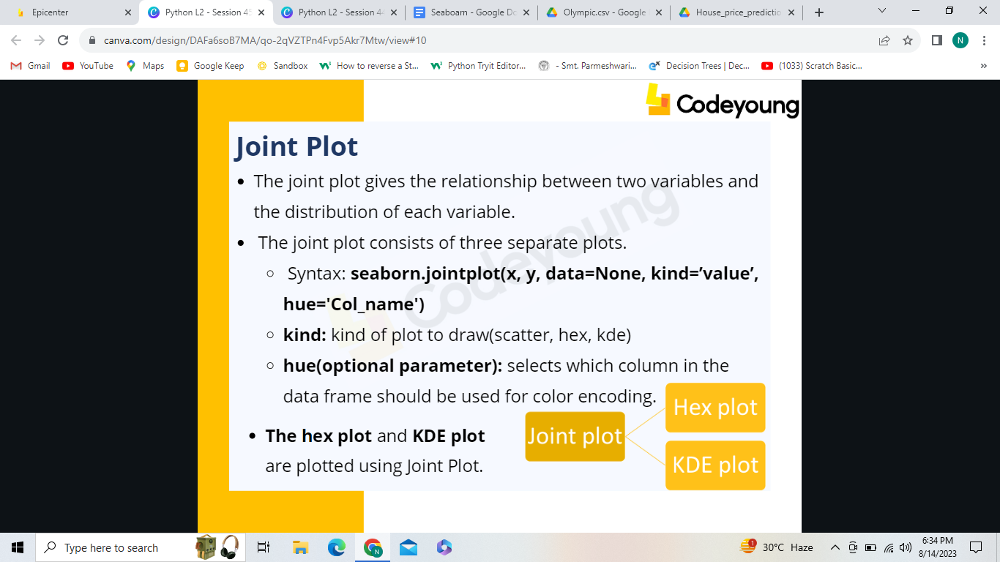 Epicenter
Python L2 - Session 45
Python L2 - Session 44
Seaboarn - Google Do
Olympic.csv - Google
House_price_predictio
canva.com/design/DAFa6soB7MA/qo-2qVZTPn4Fvp5Akr7Mtw/view#10
N
Gmail
YouTube
Maps
Google Keep
Sandbox
How to reverse a St...
Python Tryit Editor...
- Smt. Parmeshwari...
Decision Trees | Dec...
(1033) Scratch Basic...
»
Codeyoung
Joint Plot
• The joint plot gives the relationship between two variables and
the distribution of each variable.
• The joint plot consists of three separate plots.
○ Syntax: seaborn.jointplot(x, y, data=None, kind=’value’,
hue='Col_name')
○ kind: kind of plot to draw(scatter, hex, kde)
○ hue(optional parameter): selects which column in the
data frame should be used for color encoding.
• The hex plot and KDE plot
are plotted using Joint Plot.
Joint plot
Hex plot
KDE plot
Codeyoung
Type here to search
N
1
30°C Haze
6:34 PM
8/14/2023